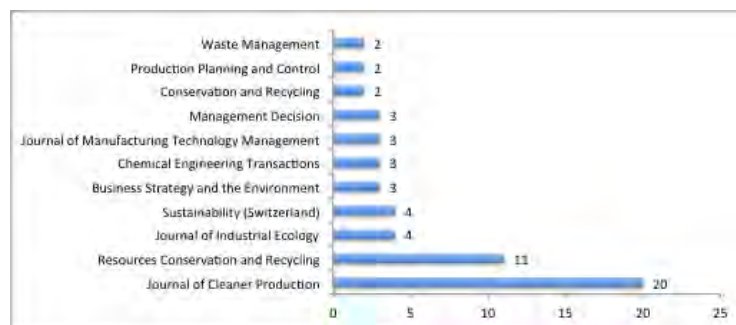 Waste Management 2
Production Planning and Control 2
Conservation and Recycling 2
Management Decision 3
Journal of Manufacturing Technology Management 3
Chemical Engineering Transactions 3
Business Strategy and the Environment 3
Sustainability (Switzerland) 4
Journal of Industrial Ecology 4
Resources Conservation and Recycling 11
Journal of Cleaner Production 20
0 5 10 15 20 25